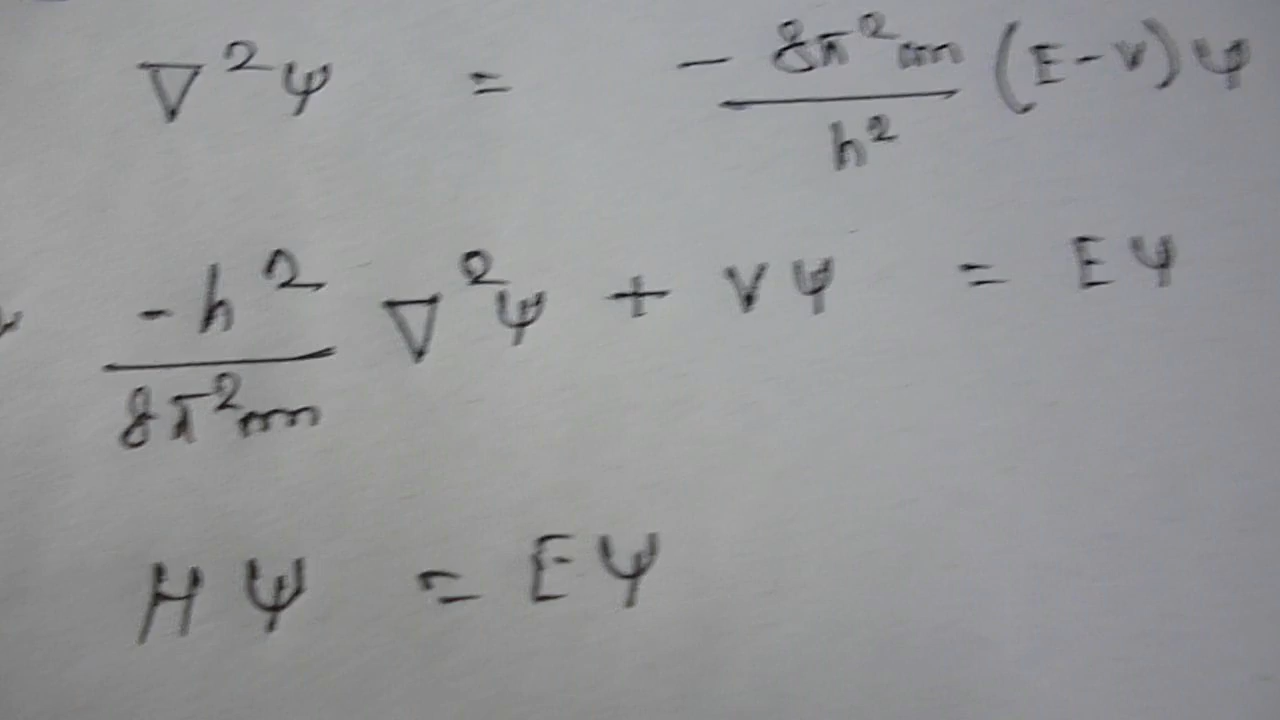 ∇²ψ = - 8π²m/h² (E-V)ψ
-h²/8π²m ∇²ψ + Vψ = Eψ
Hψ = Eψ